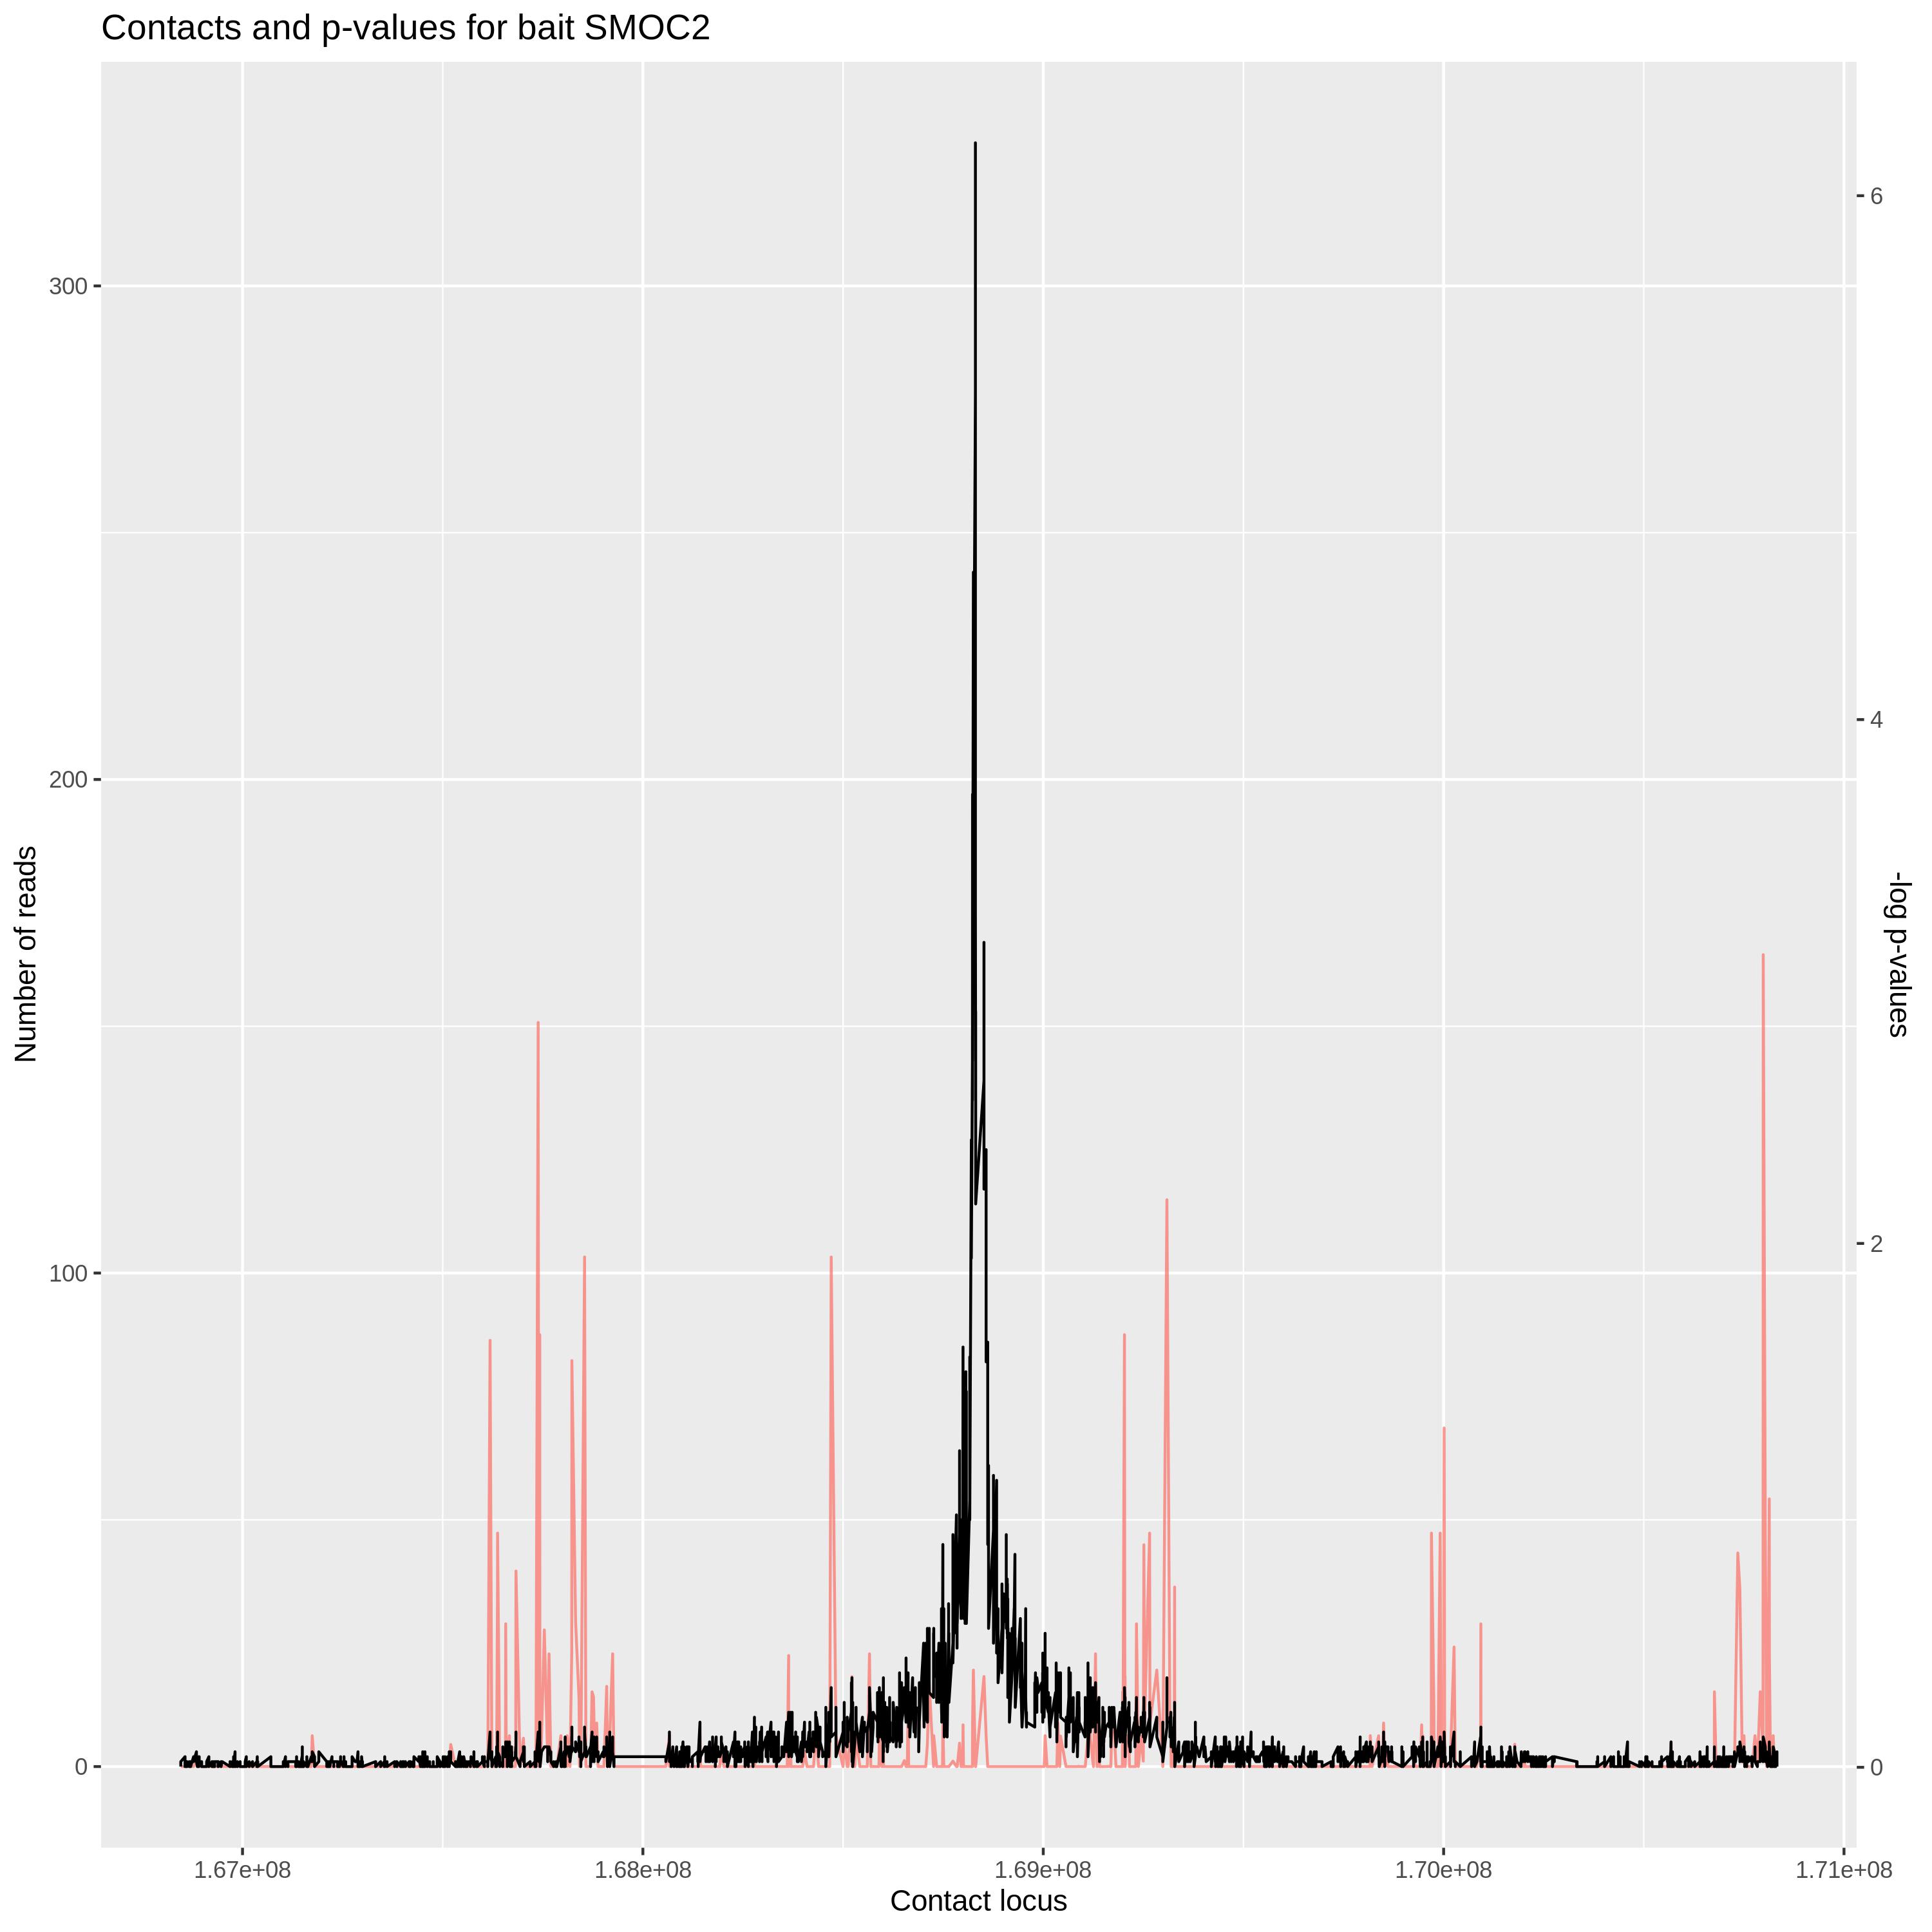 Contacts and p-values for bait SMOC2
300
200
100
0
Number of reads
6
4
2
0
-log p-values
1.67e+08 1.68e+08 1.69e+08 1.70e+08 1.71e+08
Contact locus